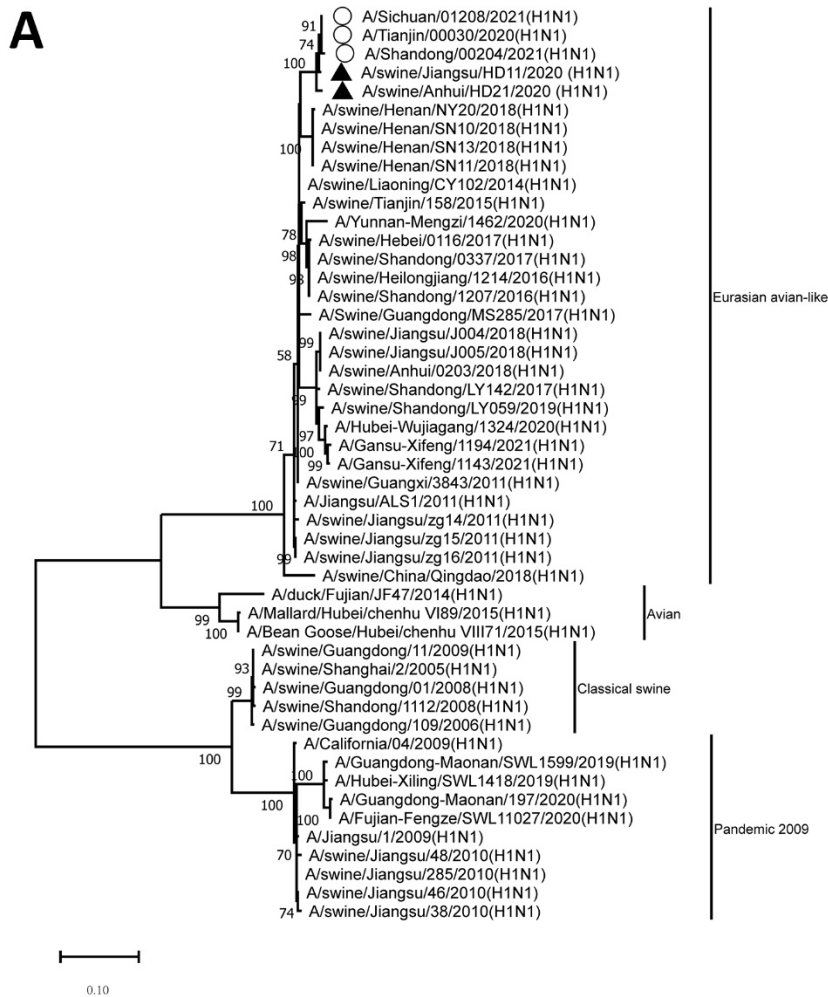 A
A/Sichuan/01208/2021(H1N1)
91
A/Tianjin/00030/2020(H1N1)
74
A/Shandong/00204/2021(H1N1)
100
A/swine/Jiangsu/HD11/2020 (H1N1)
A/swine/Anhui/HD21/2020 (H1N1)
A/swine/Henan/NY20/2018(H1N1)
A/swine/Henan/SN10/2018(H1N1)
A/swine/Henan/SN13/2018(H1N1)
100
A/swine/Henan/SN11/2018(H1N1)
A/swine/Liaoning/CY102/2014(H1N1)
A/swine/Tianjin/158/2015(H1N1)
A/Yunnan-Mengzi/1462/2020(H1N1)
78
A/swine/Hebei/0116/2017(H1N1)
98
A/swine/Shandong/0337/2017(H1N1)
98
A/swine/Heilongjiang/1214/2016(H1N1)
A/swine/Shandong/1207/2016(H1N1)
Eurasian avian-like
A/Swine/Guangdong/MS285/2017(H1N1)
A/swine/Jiangsu/J004/2018(H1N1)
99
A/swine/Jiangsu/J005/2018(H1N1)
58
A/swine/Anhui/0203/2018(H1N1)
A/swine/Shandong/LY142/2017(H1N1)
99
A/swine/Shandong/LY059/2019(H1N1)
A/Hubei-Wujiagang/1324/2020(H1N1)
97
A/Gansu-Xifeng/1194/2021(H1N1)
71
100
A/Gansu-Xifeng/1143/2021(H1N1)
99
A/swine/Guangxi/3843/2011(H1N1)
A/Jiangsu/ALS1/2011(H1N1)
100
A/swine/Jiangsu/zg14/2011(H1N1)
A/swine/Jiangsu/zg15/2011(H1N1)
A/swine/Jiangsu/zg16/2011(H1N1)
99
A/swine/China/Qingdao/2018(H1N1)
A/duck/Fujian/JF47/2014(H1N1)
A/Mallard/Hubei/chenhu VI89/2015(H1N1)
Avian
99
A/Bean Goose/Hubei/chenhu VIII71/2015(H1N1)
100
A/swine/Guangdong/11/2009(H1N1)
A/swine/Shanghai/2/2005(H1N1)
93
A/swine/Guangdong/01/2008(H1N1)
Classical swine
99
A/swine/Shandong/1112/2008(H1N1)
A/swine/Guangdong/109/2006(H1N1)
A/California/04/2009(H1N1)
100
A/Guangdong-Maonan/SWL1599/2019(H1N1)
100
A/Hubei-Xiling/SWL1418/2019(H1N1)
A/Guangdong-Maonan/197/2020(H1N1)
100
A/Fujian-Fengze/SWL11027/2020(H1N1)
100
Pandemic 2009
A/Jiangsu/1/2009(H1N1)
70
A/swine/Jiangsu/48/2010(H1N1)
A/swine/Jiangsu/285/2010(H1N1)
A/swine/Jiangsu/46/2010(H1N1)
A/swine/Jiangsu/38/2010(H1N1)
74
0.10